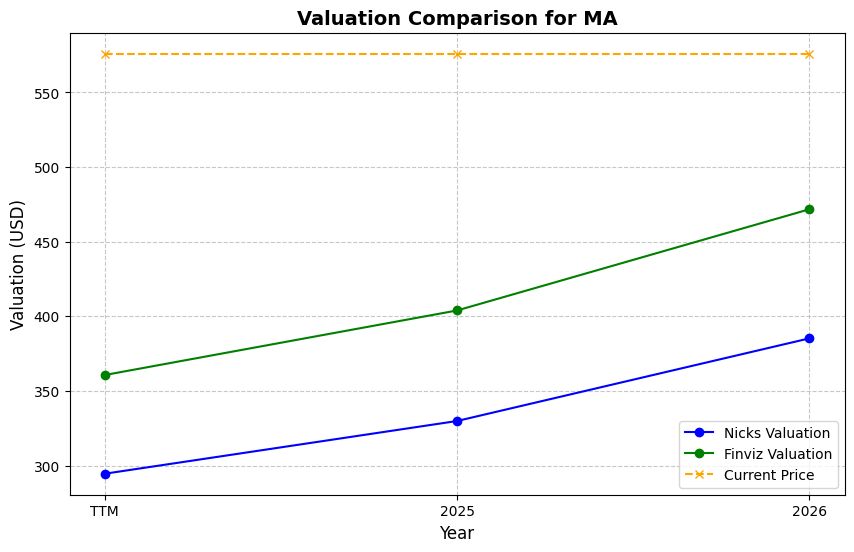 Valuation Comparison for MA
Valuation (USD)
550
500
450
400
350
300
TTM
2025
2026
Year
Nicks Valuation
Finviz Valuation
Current Price